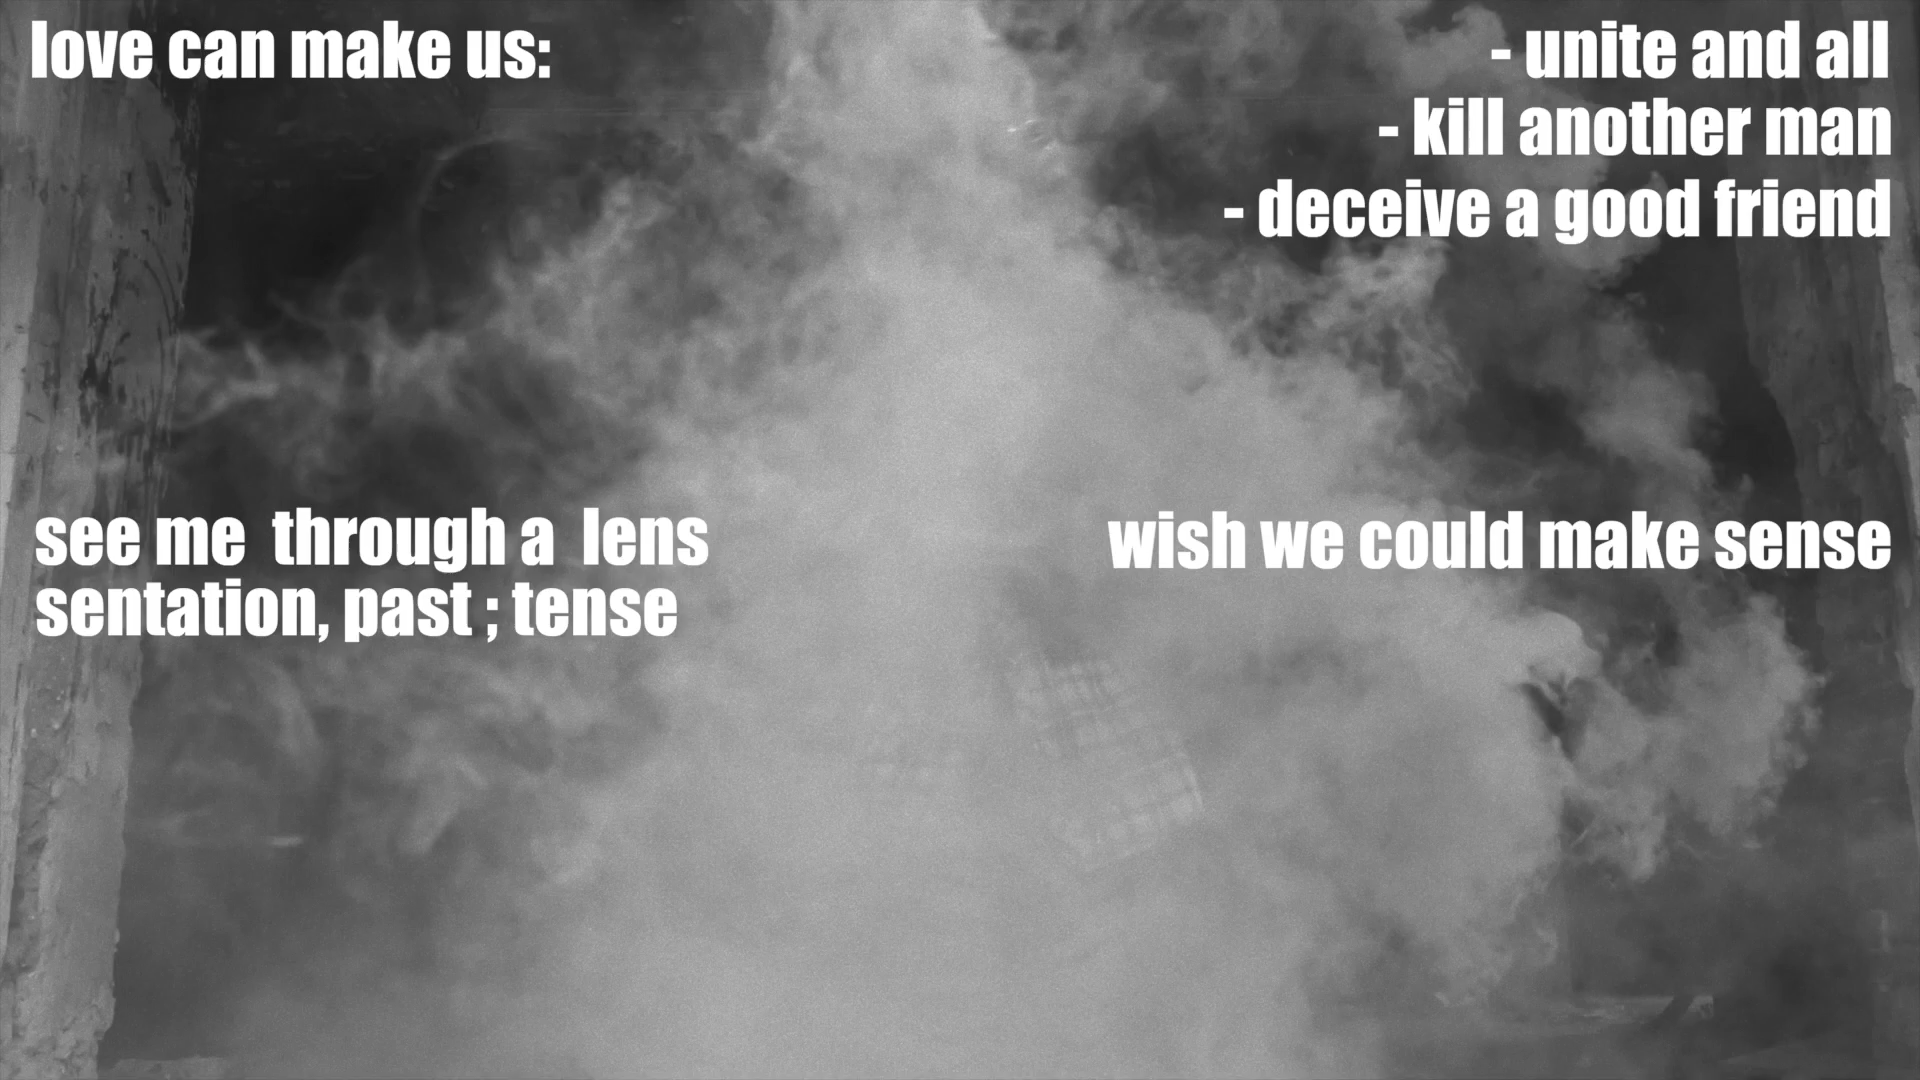 love can make us:
- unite and all
- kill another man
- deceive a good friend
see me  through a  lens
sentation, past ; tense
wish we could make sense